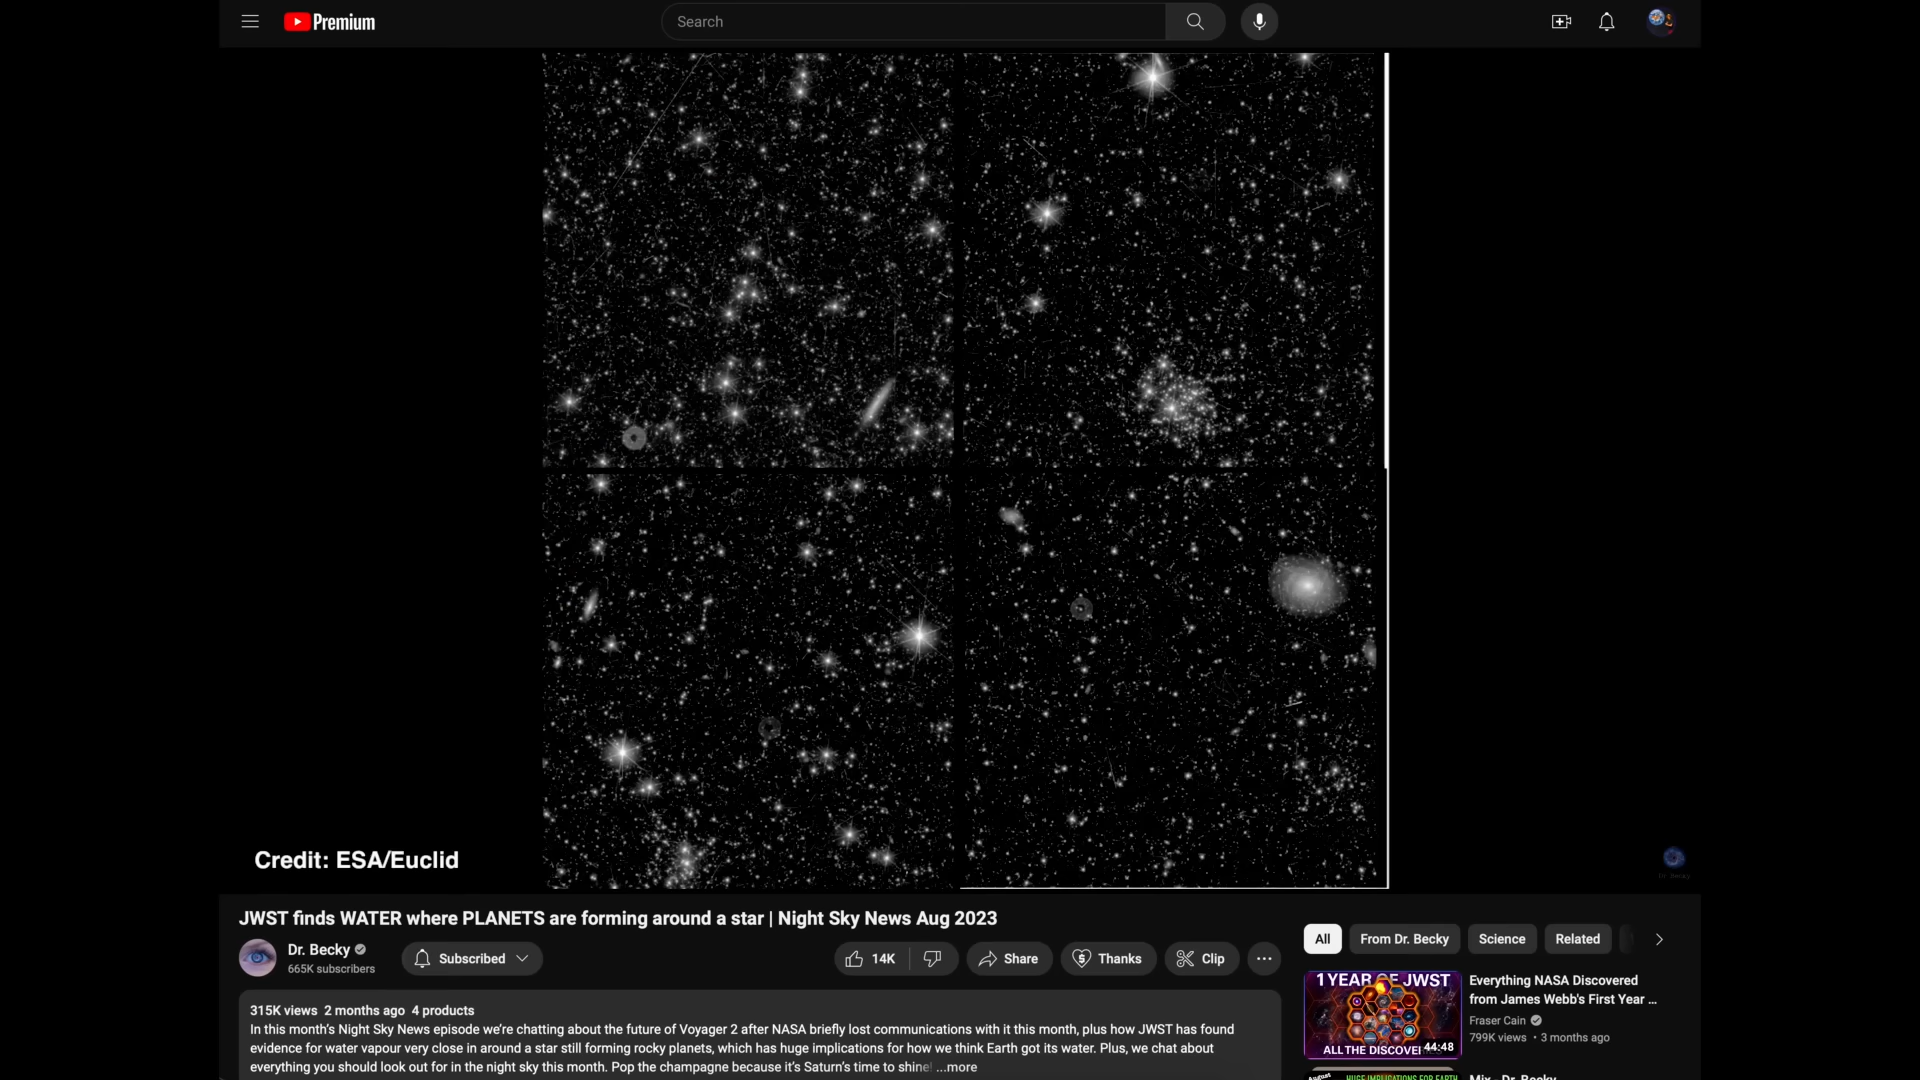 Premium
Search
Credit: ESA/Euclid
JWST finds WATER where PLANETS are forming around a star | Night Sky News Aug 2023
Dr. Becky
665K subscribers
Subscribed
14K
Share
Thanks
Clip
315K views 2 months ago 4 products
In this month's Night Sky News episode we're chatting about the future of Voyager 2 after NASA briefly lost communications with it this month, plus how JWST has found
evidence for water vapour very close in around a star still forming rocky planets, which has huge implications for how we think Earth got its water. Plus, we chat about
everything you should look out for in the night sky this month. Pop the champagne because it's Saturn's time to shine! ...more
All
From Dr. Becky
Science
Related
1 YEAR OF JWST
ALL THE
44:48
Everything NASA Discovered
from James Webb's First Year ...
Fraser Cain
799K views • 3 months ago
August
HUGE IMPLICATIONS FOR EARTH
Mix - Dr. Becky